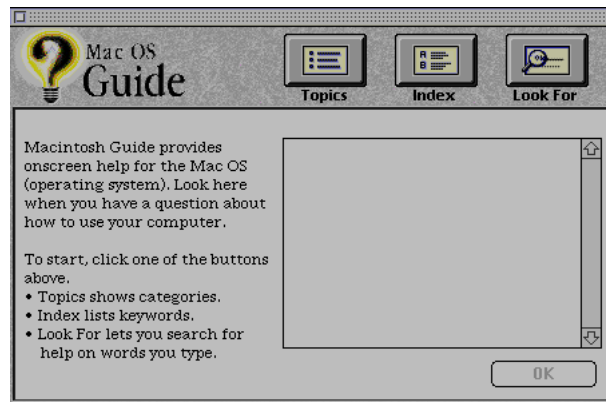 Mac OS
Guide
Topics
Index
Look For
Macintosh Guide provides
onscreen help for the Mac OS
(operating system). Look here
when you have a question about
how to use your computer.
To start, click one of the buttons
above.
• Topics shows categories.
• Index lists keywords.
• Look For lets you search for
help on words you type.
OK